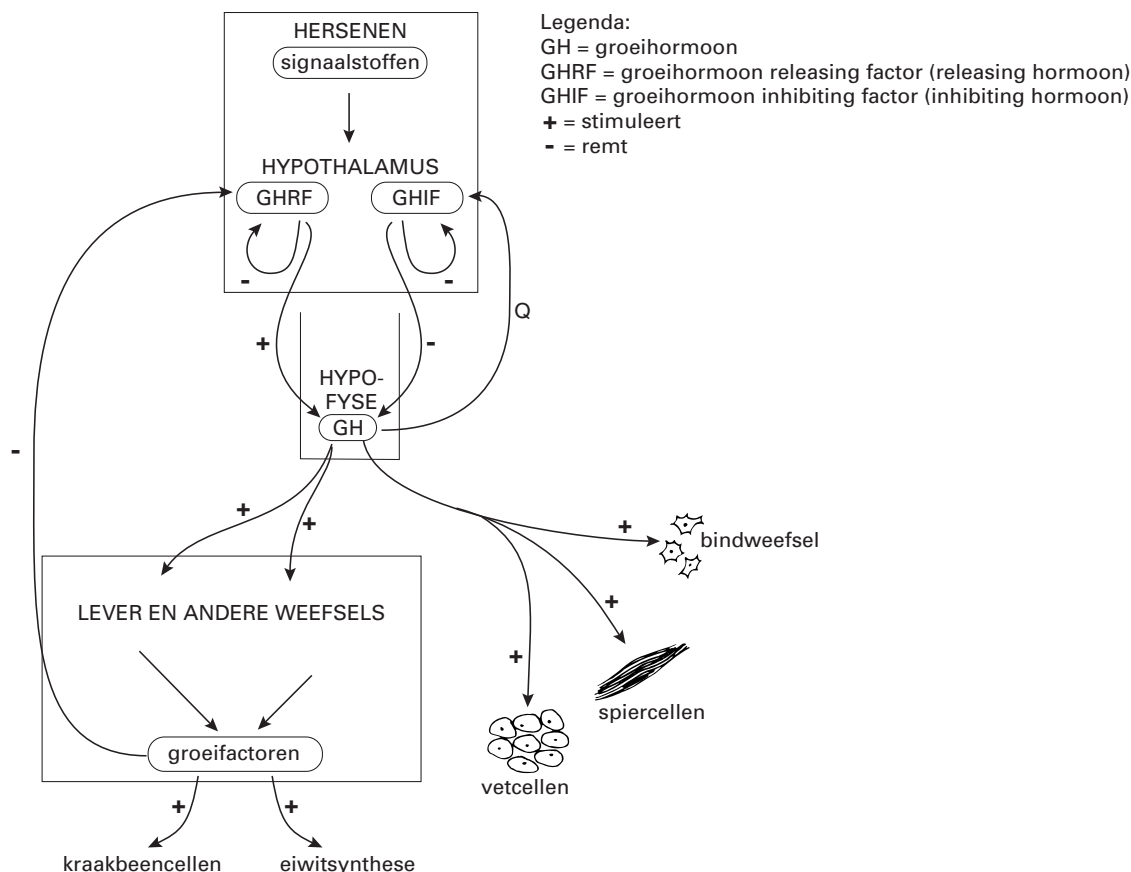 HERSENEN
signaalstoffen
HYPOTHALAMUS
GHRF
GHIF
-
-
+
-
Q
HYPO-
FYSE
GH
-
+
+
+
bindweefsel
+
spiercellen
+
vetcellen
LEVER EN ANDERE WEEFSELS
groeifactoren
+
+
kraakbeencellen
eiwitsynthese
Legenda:
GH = groeihormoon
GHRF = groeihormoon releasing factor (releasing hormoon)
GHIF = groeihormoon inhibiting factor (inhibiting hormoon)
+ = stimuleert
- = remt